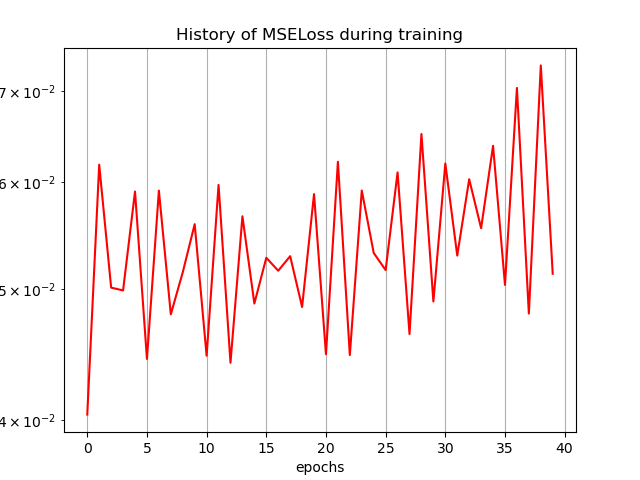 History of MSELoss during training
7 × 10⁻²
6 × 10⁻²
5 × 10⁻²
4 × 10⁻²
0 5 10 15 20 25 30 35 40
epochs